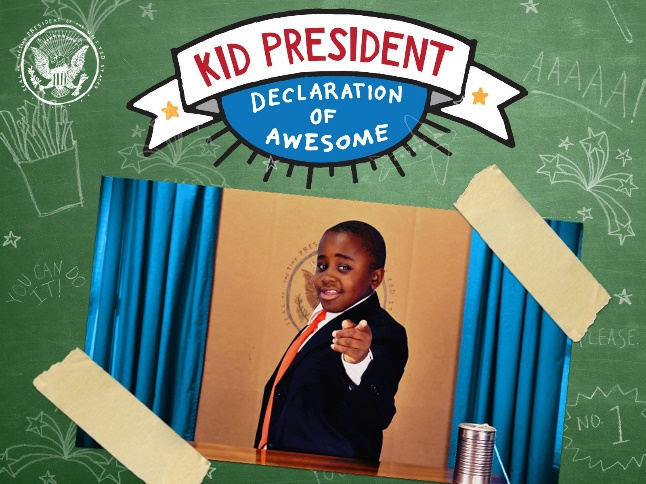 KID PRESIDENT
DECLARATION
OF
AWESOME
AAAAA!
YOU CAN DO
IT!
PLEASE
NO. 1